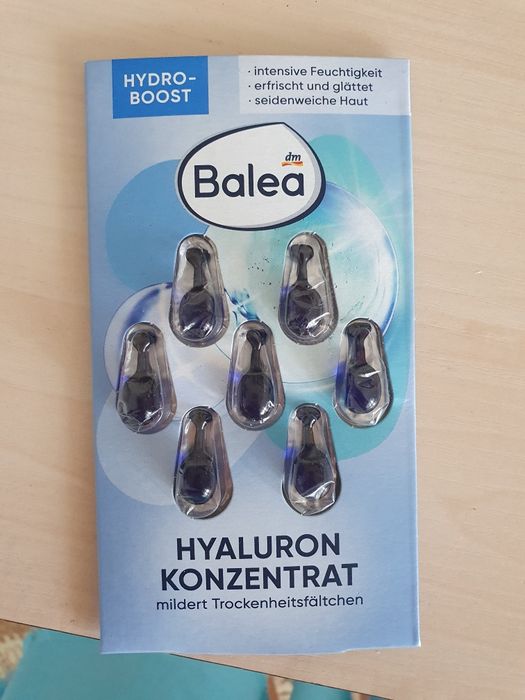 HYDRO-
BOOST
· intensive Feuchtigkeit
· erfrischt und glättet
· seidenweiche Haut
dm
Balea
HYALURON
KONZENTRAT
mildert Trockenheitsfältchen